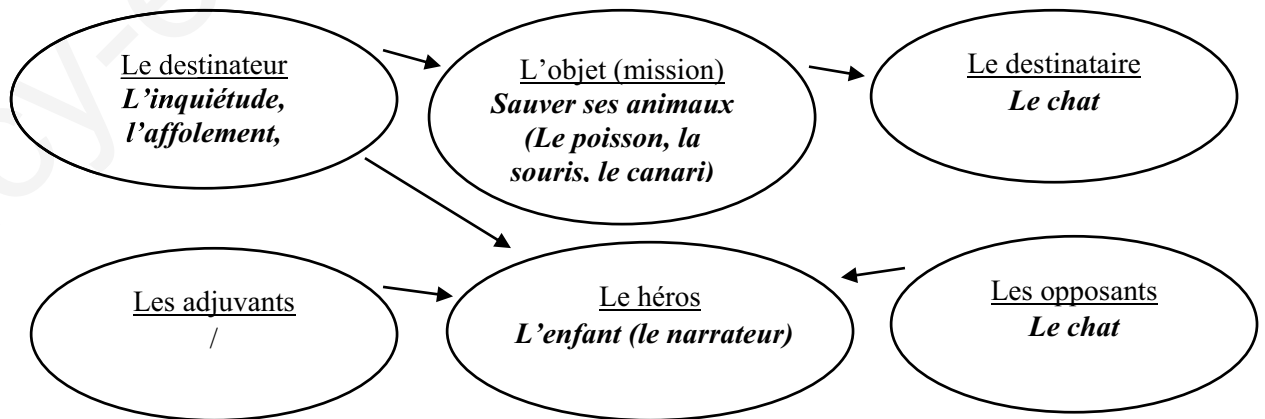 Le destinateur
L'inquiétude,
l'affolement,
L'objet (mission)
Sauver ses animaux
(Le poisson, la
souris, le canari)
Le destinataire
Le chat
Les adjuvants
/
Le héros
L'enfant (le narrateur)
Les opposants
Le chat